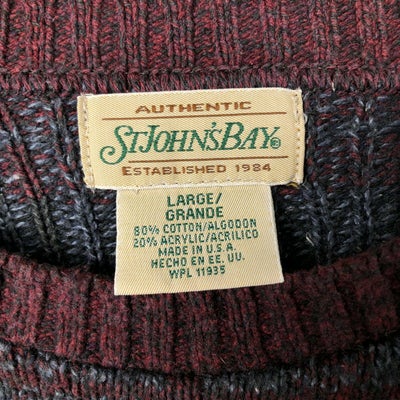 AUTHENTIC
ST JOHN'S BAY®
ESTABLISHED 1984
LARGE/
GRANDE
80% COTTON/ALGODON
20% ACRYLIC/ACRILICO
MADE IN U.S.A.
HECHO EN EE. UU.
WPL 11935